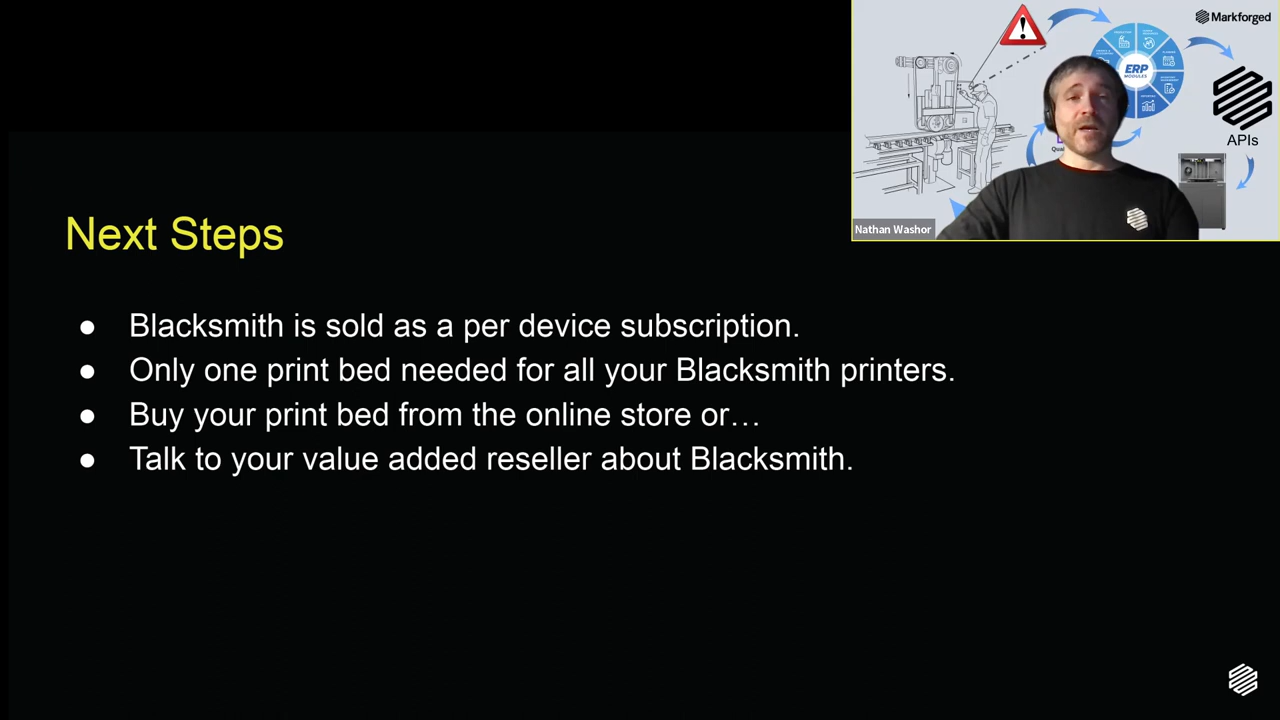 Markforged
ERP
MODULES
APIs
Nathan Washor
Next Steps
● Blacksmith is sold as a per device subscription.
● Only one print bed needed for all your Blacksmith printers.
● Buy your print bed from the online store or…
● Talk to your value added reseller about Blacksmith.